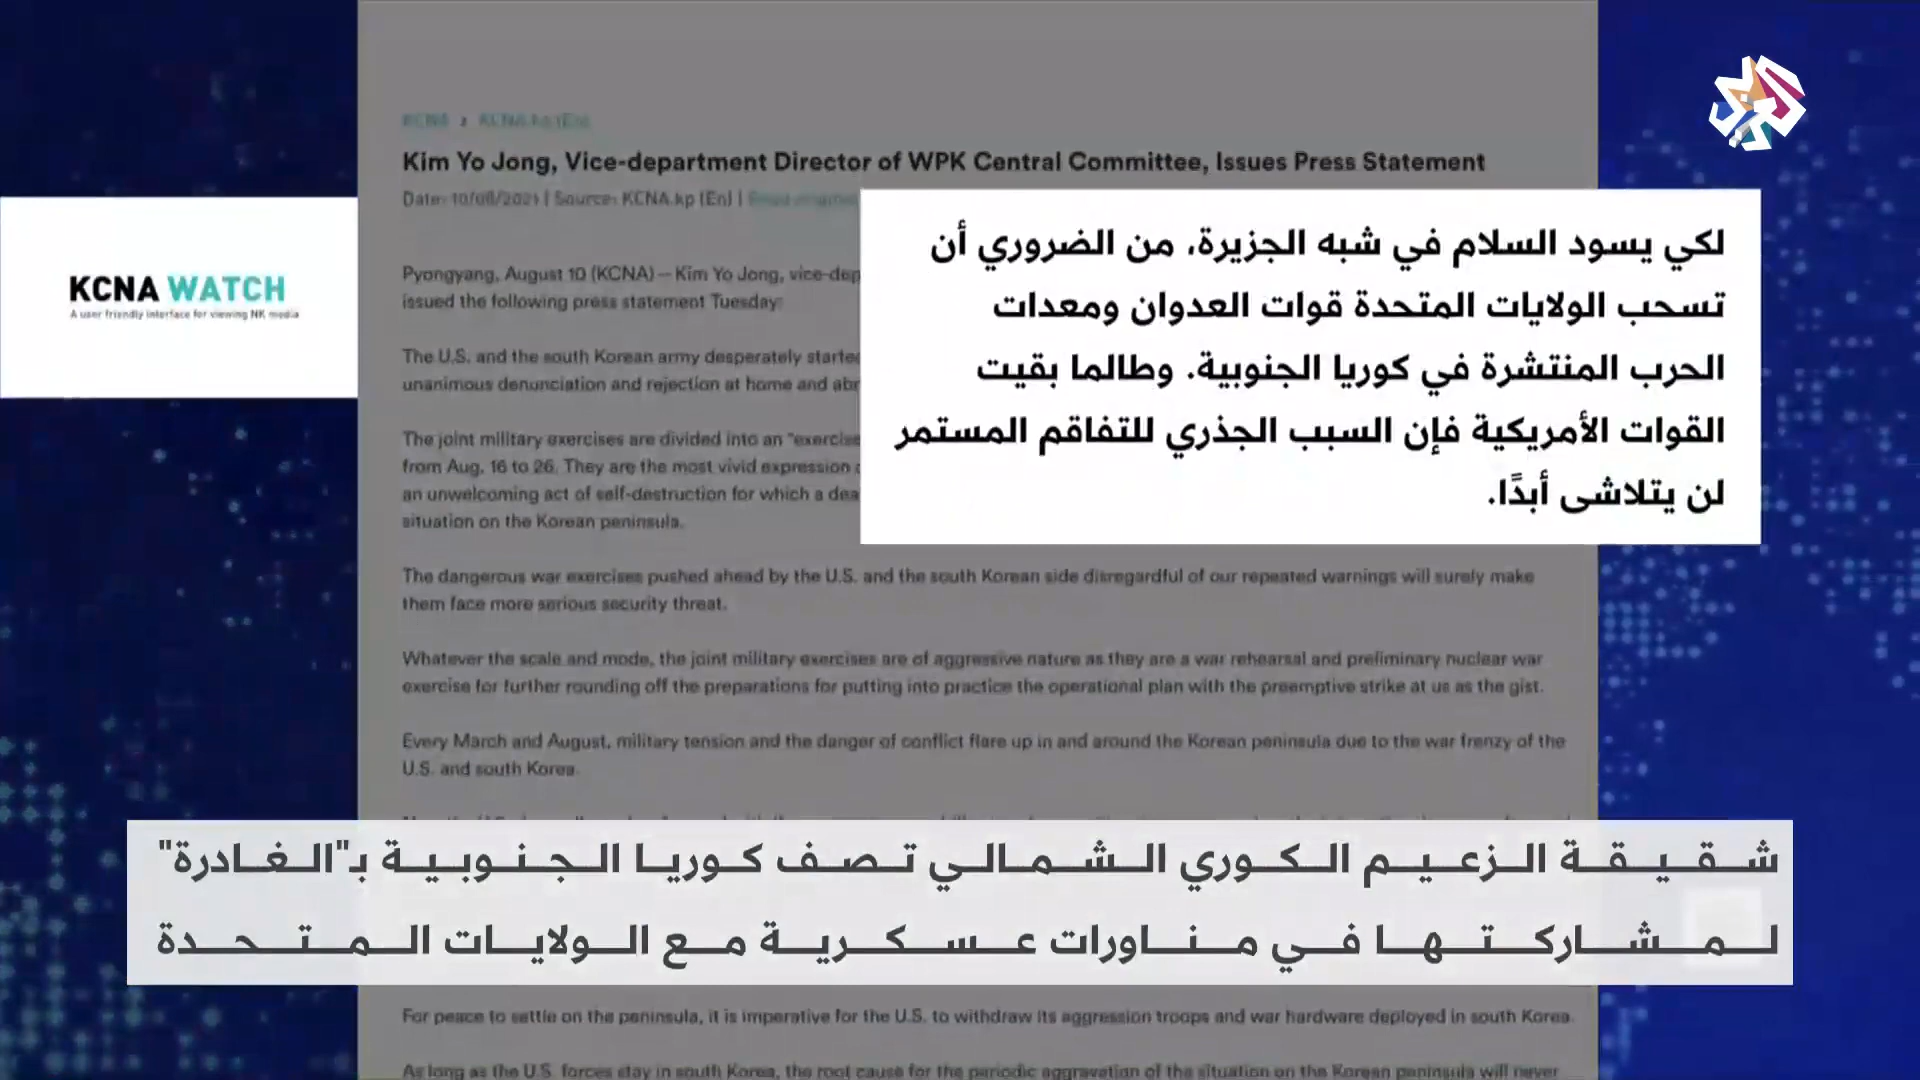 KCNA › KCNA.kp (En)
Kim Yo Jong, Vice-department Director of WPK Central Committee, Issues Press Statement
Date: 10/08/2021 | Source: KCNA.kp (En) |
KCNA WATCH
A user friendly interface for viewing NK media
لكي يسود السلام في شبه الجزيرة، من الضروري أن
تسحب الولايات المتحدة قوات العدوان ومعدات
الحرب المنتشرة في كوريا الجنوبية. وطالما بقيت
القوات الأمريكية فإن السبب الجذري للتفاقم المستمر
لن يتلاشى أبدًا.
Pyongyang, August 10 (KCNA) -- Kim Yo Jong, vice-dep
issued the following press statement Tuesday:
The U.S. and the south Korean army desperately starte
unanimous denunciation and rejection at home and abr
The joint military exercises are divided into an "exercise
from Aug. 16 to 26. They are the most vivid expression
an unwelcoming act of self-destruction for which a dea
situation on the Korean peninsula.
The dangerous war exercises pushed ahead by the U.S. and the south Korean side disregardful of our repeated warnings will surely make
them face more serious security threat.
Whatever the scale and mode, the joint military exercises are of aggressive nature as they are a war rehearsal and preliminary nuclear war
exercise for further rounding off the preparations for putting into practice the operational plan with the preemptive strike at us as the gist.
Every March and August, military tension and the danger of conflict flare up in and around the Korean peninsula due to the war frenzy of the
U.S. and south Korea.
شقيقة الزعيم الكوري الشمالي تصف كوريا الجنوبية بـ"الغادرة"
لمشاركتها في مناورات عسكرية مع الولايات المتحدة
For peace to settle on the peninsula, it is imperative for the U.S. to withdraw its aggression troops and war hardware deployed in south Korea.
As long as the U.S. forces stay in south Korea, the root cause for the periodic aggravation of the situation on the Korean peninsula will never